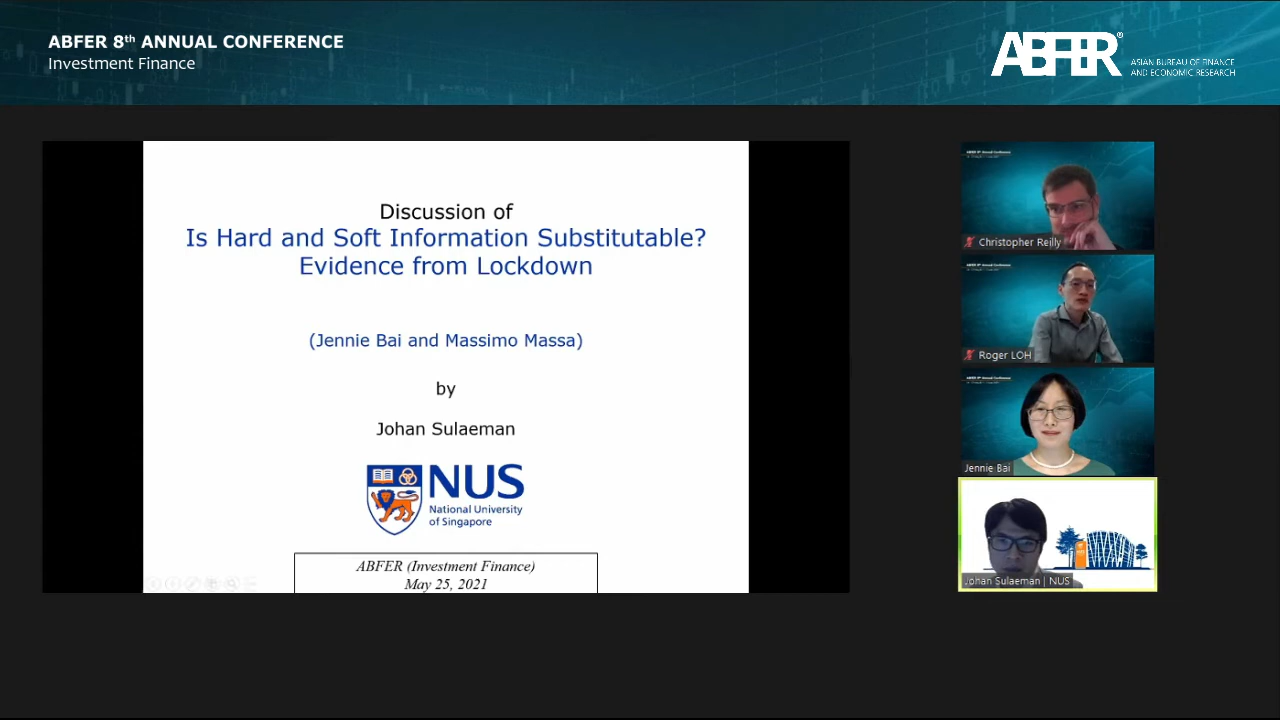 ABFER 8th ANNUAL CONFERENCE
Investment Finance
ABFER®
ASIAN BUREAU OF FINANCE
AND ECONOMIC RESEARCH
Discussion of
Is Hard and Soft Information Substitutable?
Evidence from Lockdown
(Jennie Bai and Massimo Massa)
by
Johan Sulaeman
NUS
National University
of Singapore
ABFER (Investment Finance)
May 25, 2021
Christopher Reilly
Roger LOH
Jennie Bai
Johan Sulaeman | NUS